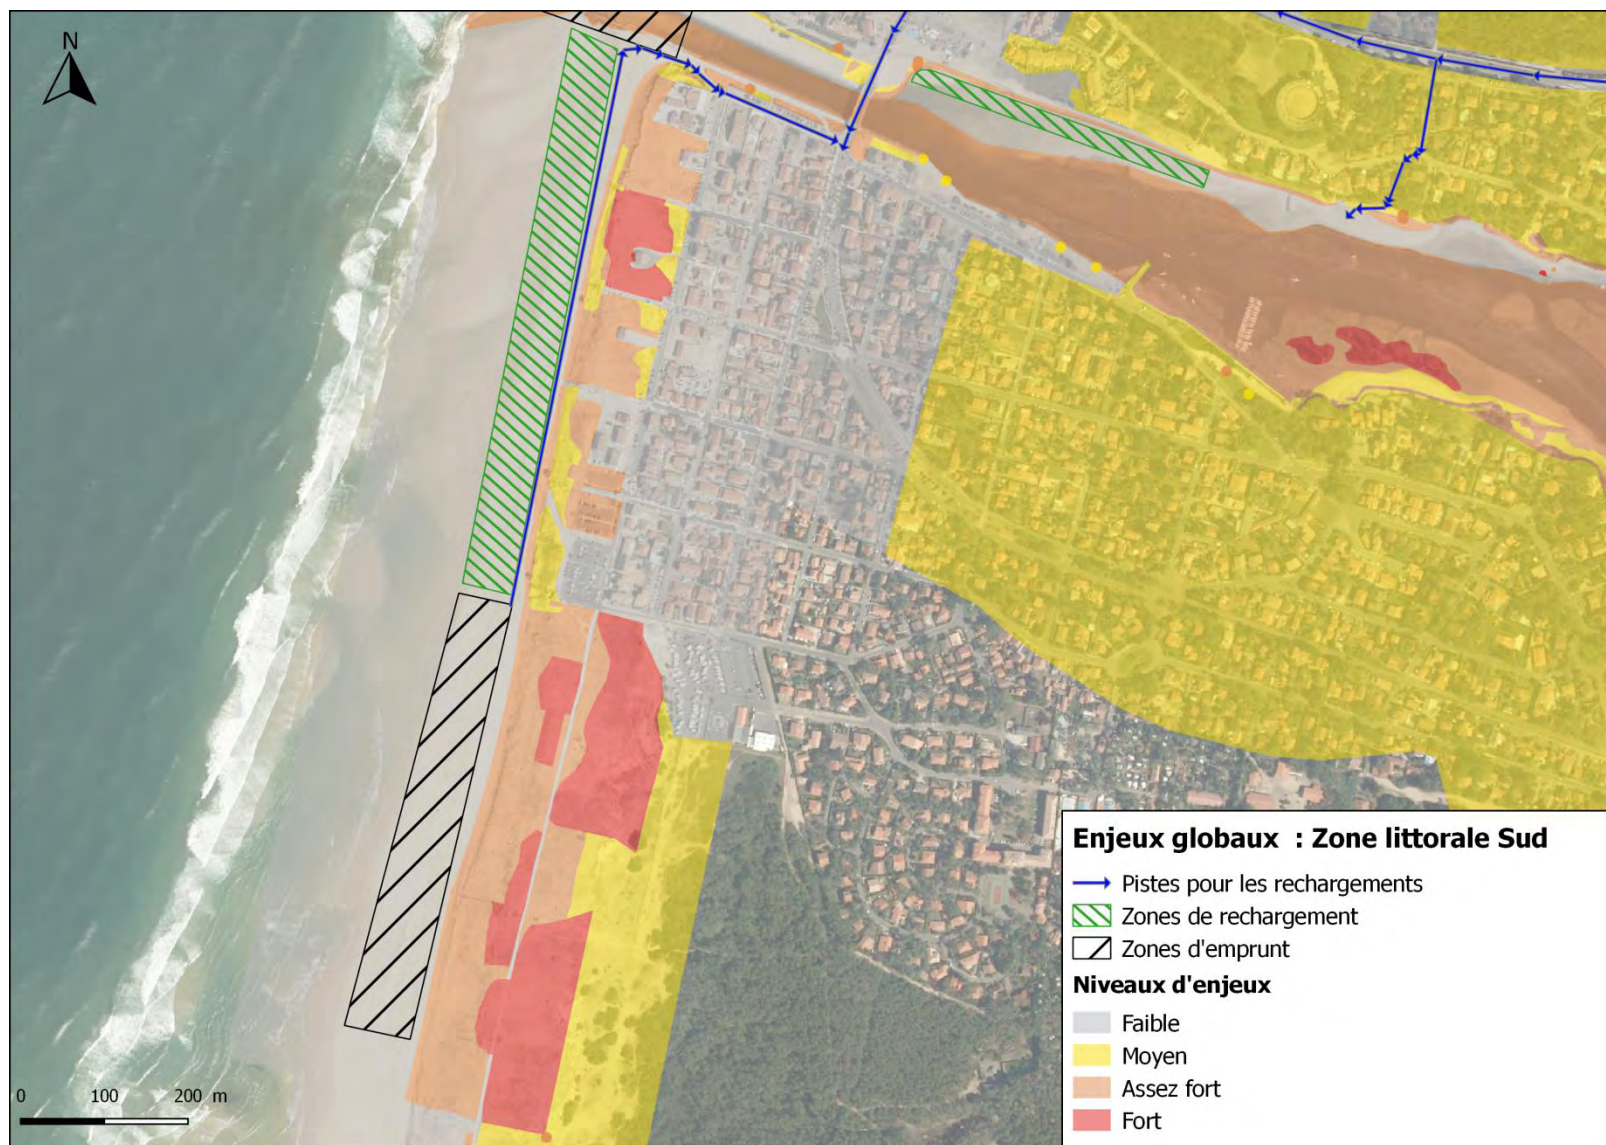 N
Enjeux globaux : Zone littorale Sud
Pistes pour les rechargements
Zones de rechargement
Zones d'emprunt
Niveaux d'enjeux
Faible
Moyen
Assez fort
Fort
0 100 200 m